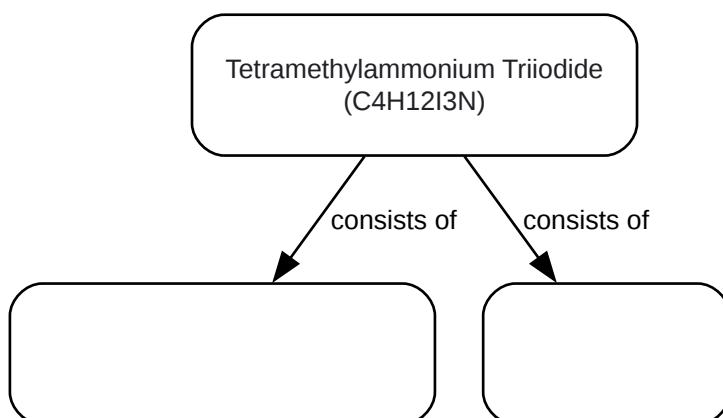 Tetramethylammonium Triiodide
(C4H12I3N)
consists of
consists of